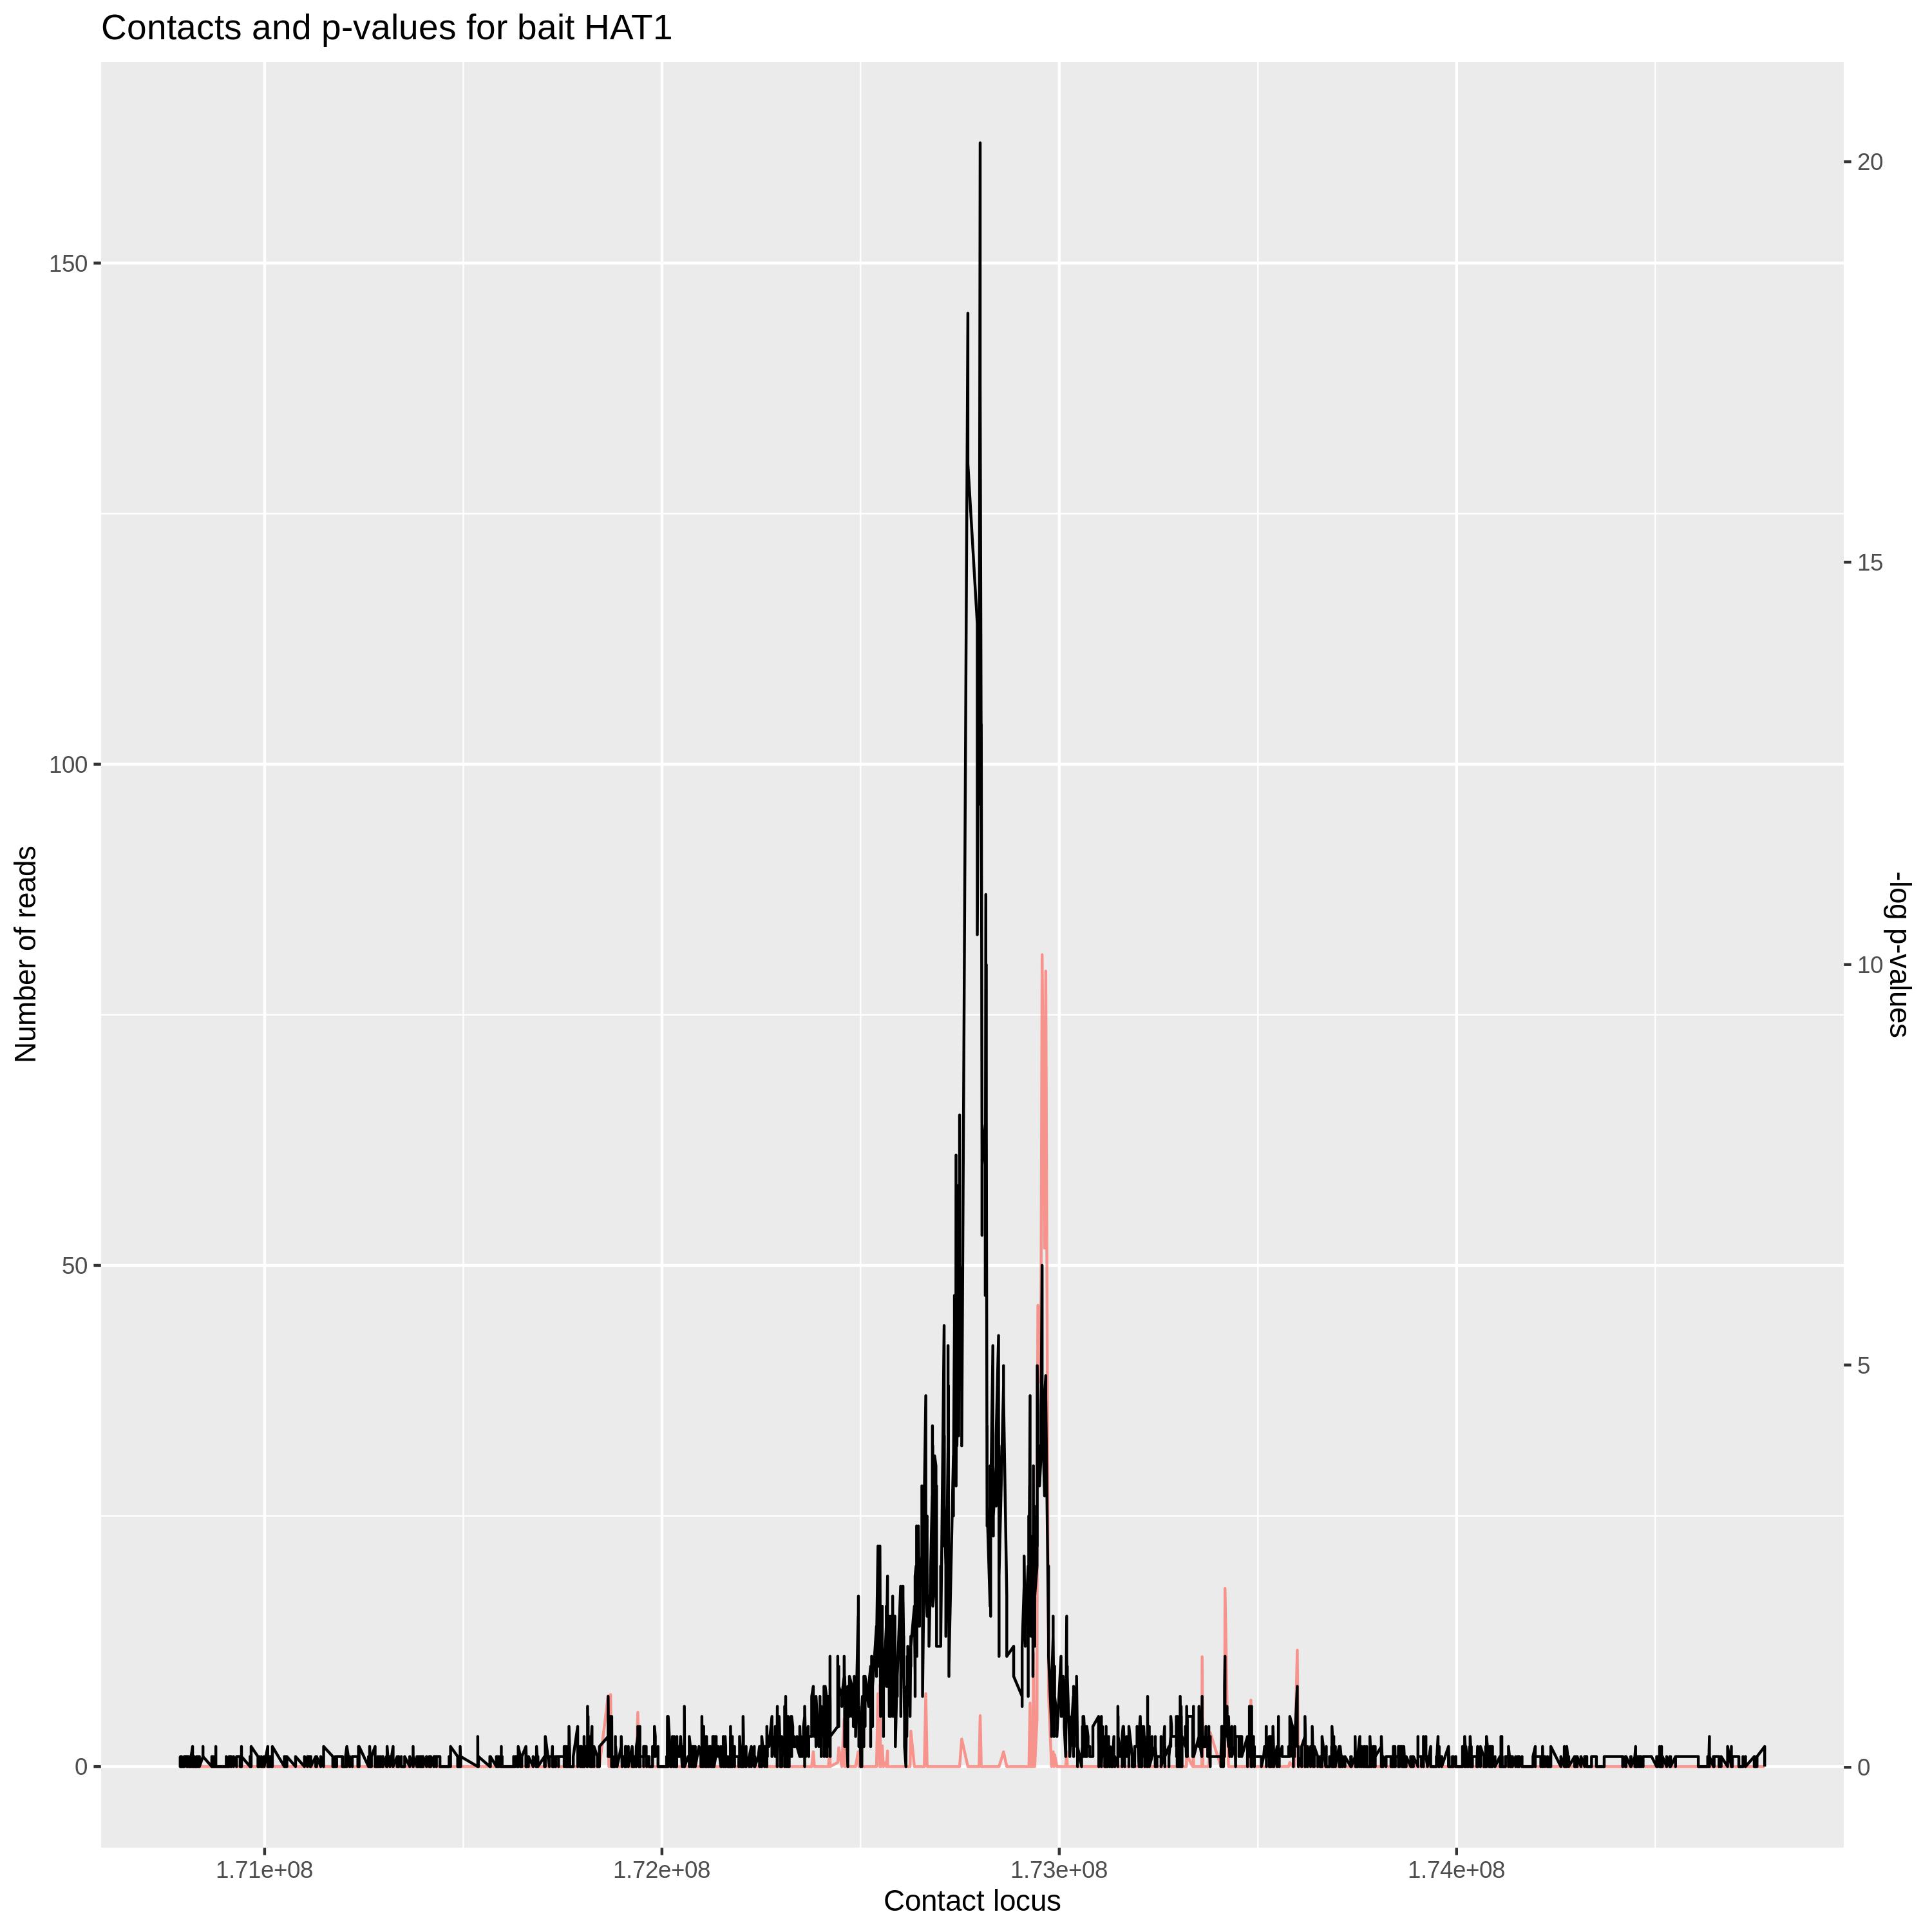 Contacts and p-values for bait HAT1
Number of reads
150
100
50
0
20
15
10
5
0
-log p-values
1.71e+08
1.72e+08
1.73e+08
1.74e+08
Contact locus